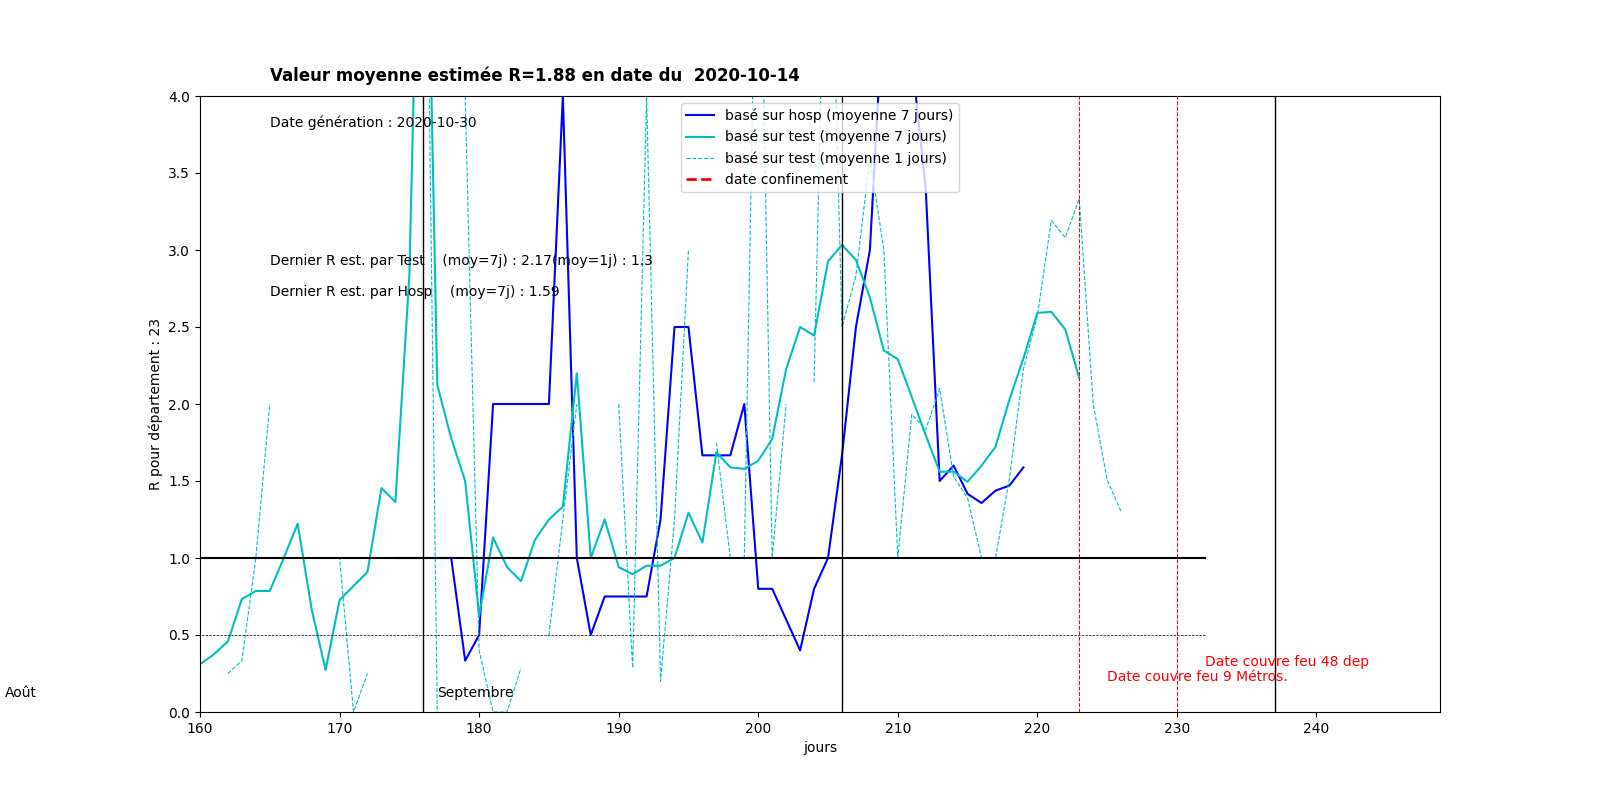 Valeur moyenne estimée R=1.88 en date du  2020-10-14
4.0
Date génération : 2020-10-30
basé sur hosp (moyenne 7 jours)
basé sur test (moyenne 7 jours)
basé sur test (moyenne 1 jours)
date confinement
3.5
3.0
Dernier R est. par Test    (moy=7j) : 2.17(moy=1j) : 1.3
Dernier R est. par Hosp    (moy=7j) : 1.59
2.5
2.0
R pour département : 23
1.5
1.0
0.5
Date couvre feu 48 dep
Date couvre feu 9 Métros.
Août
Septembre
0.0
160 170 180 190 200 210 220 230 240
jours